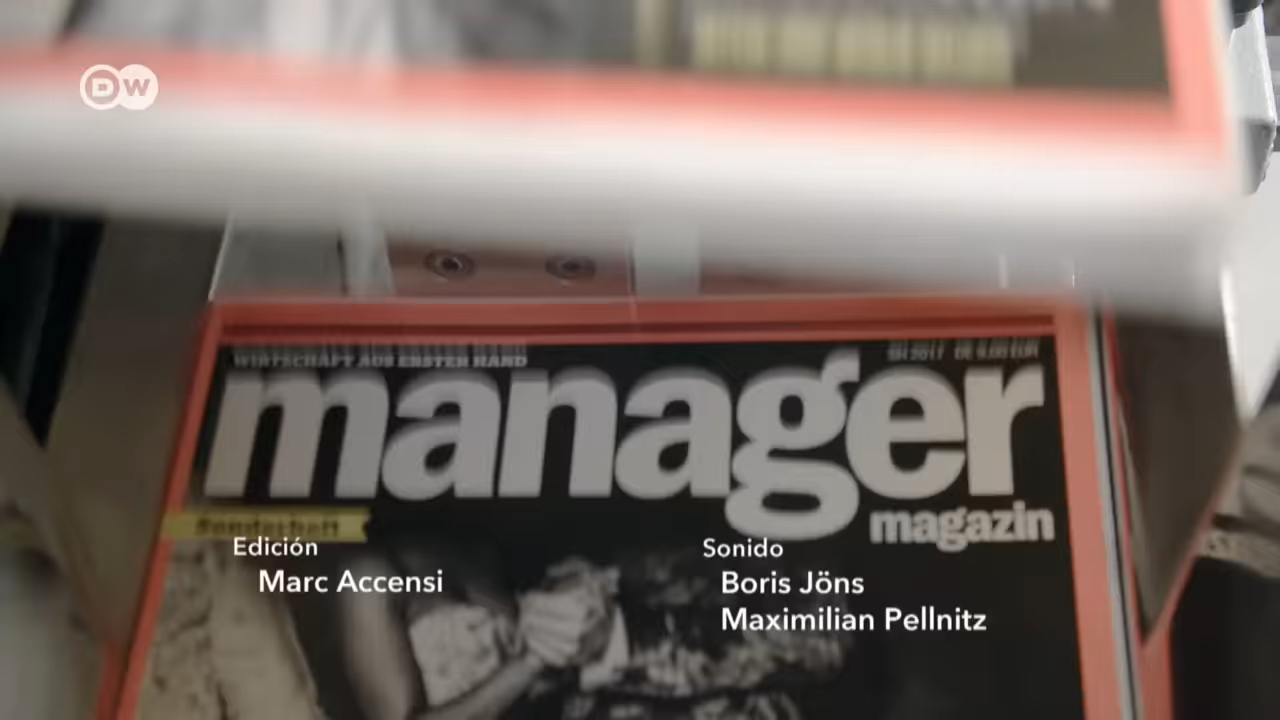 DW
WIRTSCHAFT AUS ERSTER HAND
manager
magazin
Sonderheft
Edición
Marc Accensi
Sonido
Boris Jöns
Maximilian Pellnitz